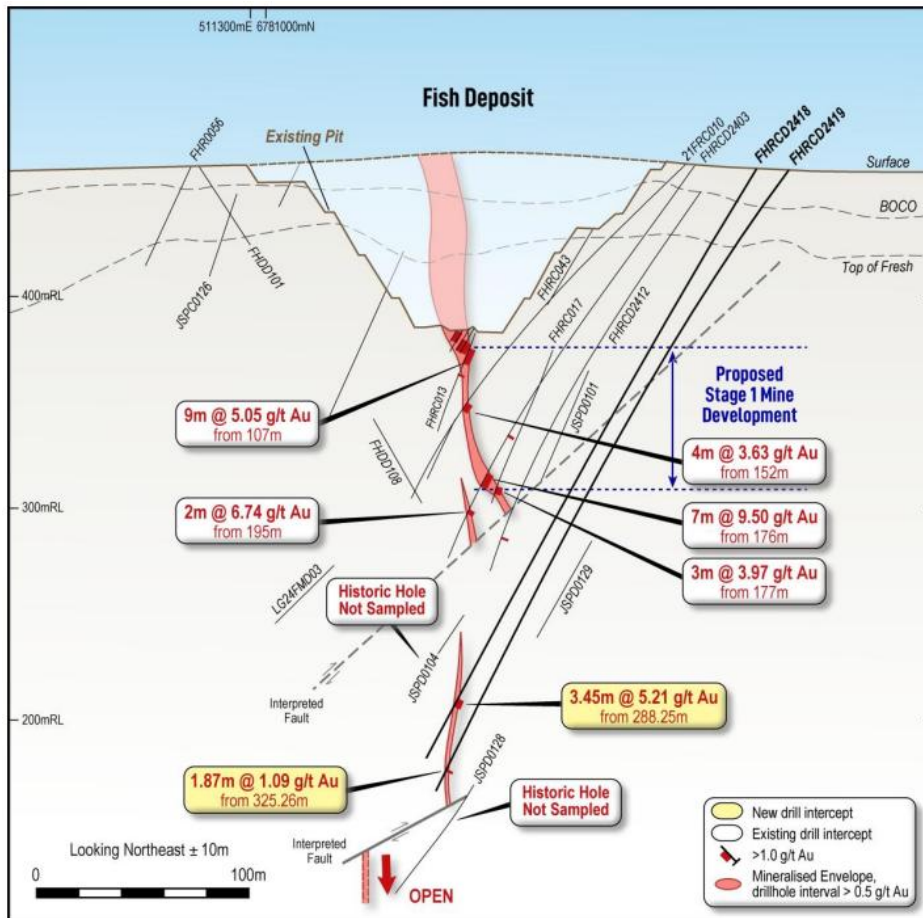 511300mE 6781000mN
Fish Deposit
FHR0056
Existing Pit
21FRC010
FHRCD2403
FHRCD2418
FHRCD2419
Surface
BOCO
Top of Fresh
JSPC0126
FHDD101
FHRC043
FHRC017
FHRCD2412
400mRL
Proposed
Stage 1 Mine
Development
9m @ 5.05 g/t Au
from 107m
FHRC013
JSPD0101
FHDD108
4m @ 3.63 g/t Au
from 152m
300mRL
2m @ 6.74 g/t Au
from 195m
7m @ 9.50 g/t Au
from 176m
3m @ 3.97 g/t Au
from 177m
LG24FMD03
Historic Hole
Not Sampled
JSPD0129
JSPD0104
Interpreted
Fault
200mRL
3.45m @ 5.21 g/t Au
from 288.25m
1.87m @ 1.09 g/t Au
from 325.26m
JSPD0128
Historic Hole
Not Sampled
Interpreted
Fault
OPEN
Looking Northeast ± 10m
0 100m
New drill intercept
Existing drill intercept
>1.0 g/t Au
Mineralised Envelope,
drillhole interval > 0.5 g/t Au